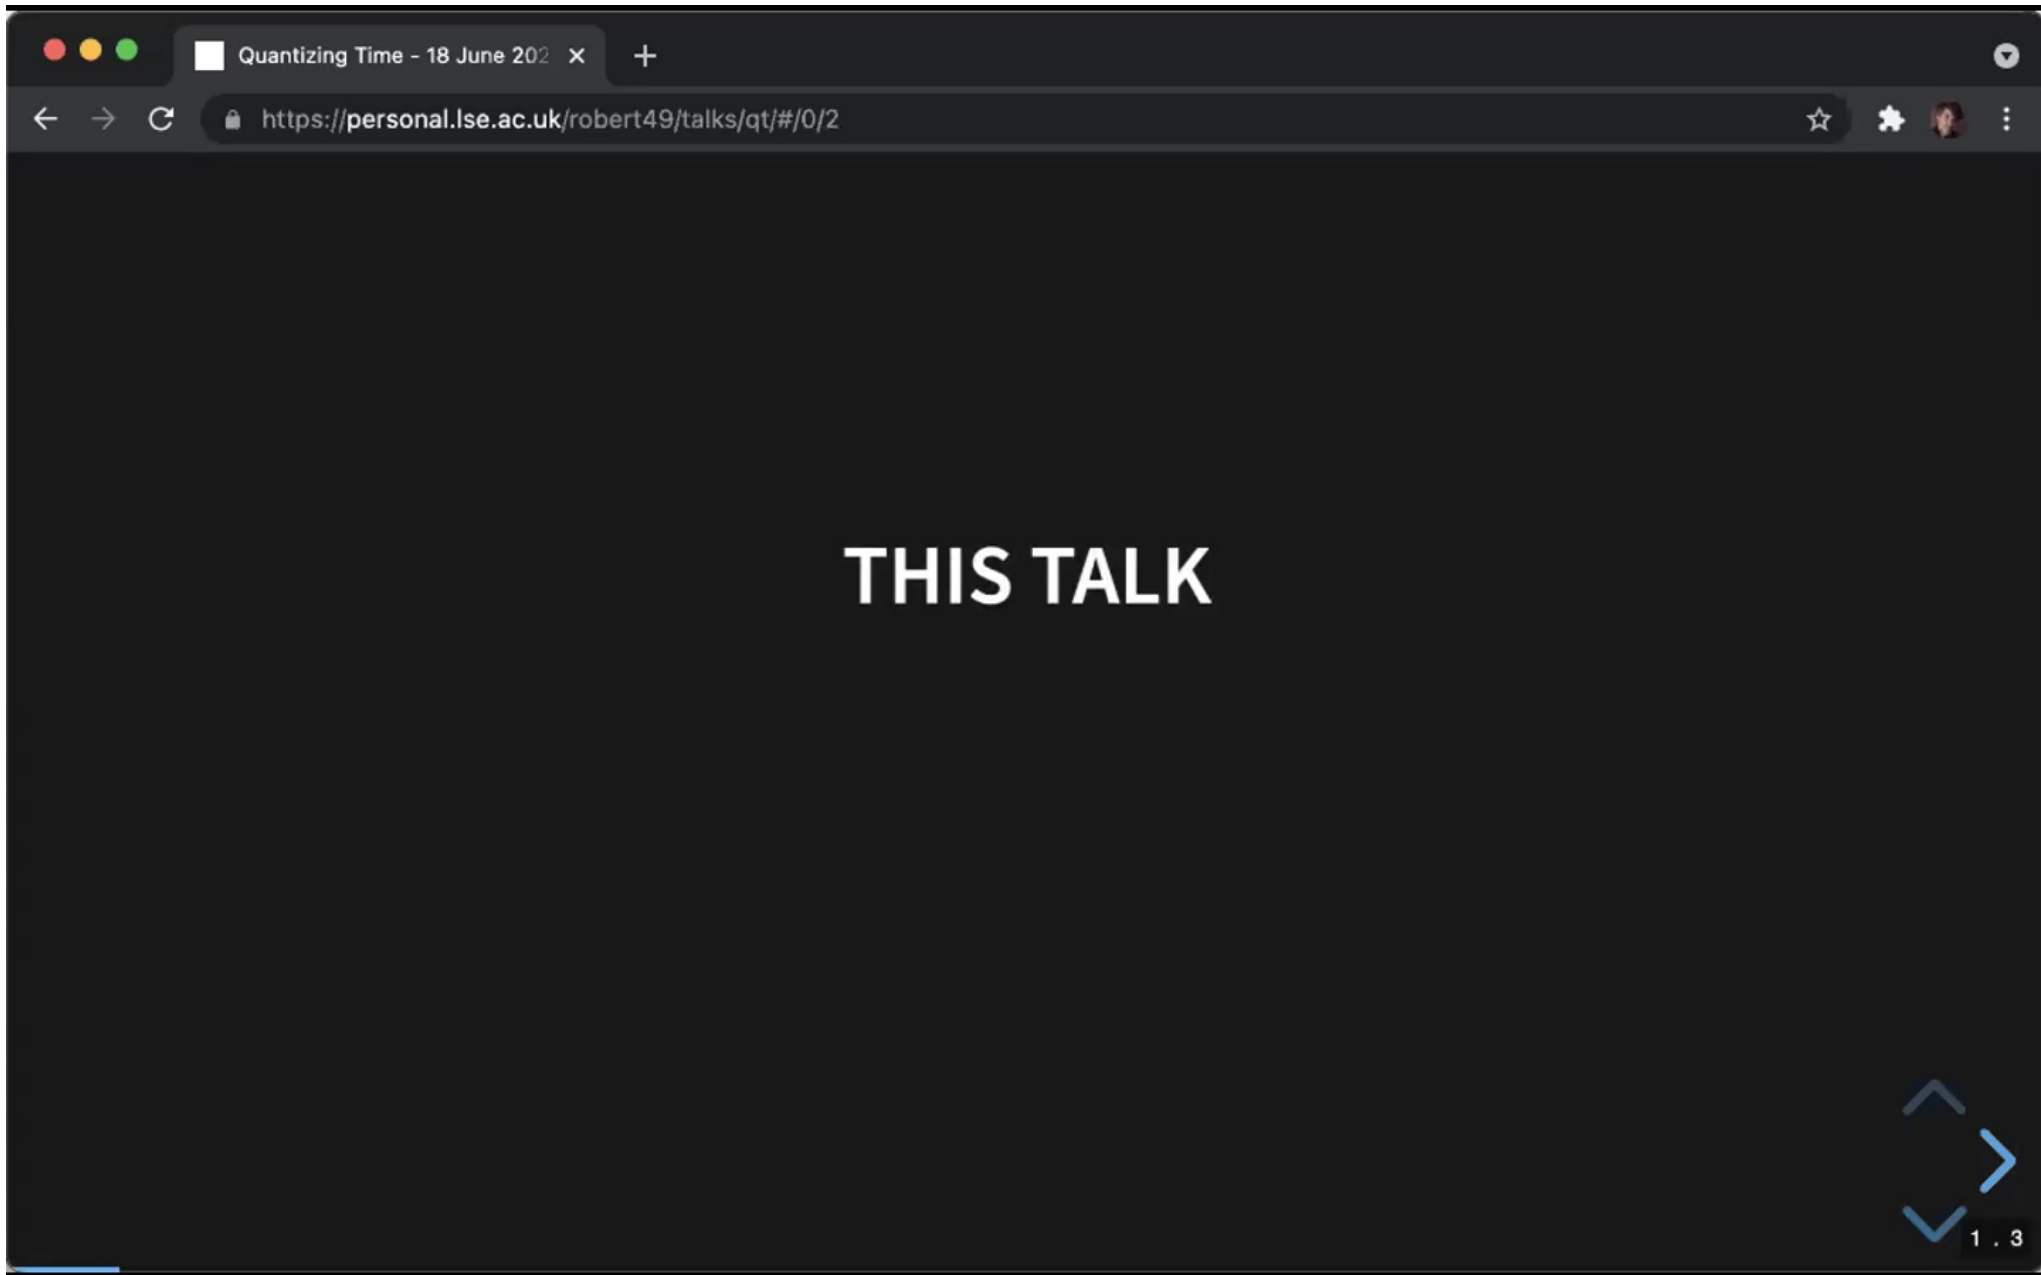 Quantizing Time - 18 June 202
https://personal.lse.ac.uk/robert49/talks/qt/#/0/2
THIS TALK
1 . 3